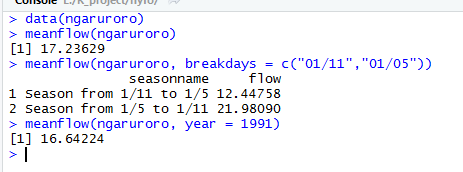 Console E:/R_project/hyfo/
> data(ngaruroro)
> meanflow(ngaruroro)
[1] 17.23629
> meanflow(ngaruroro, breakdays = c("01/11","01/05"))
seasonname flow
1 Season from 1/11 to 1/5 12.44758
2 Season from 1/5 to 1/11 21.98090
> meanflow(ngaruroro, year = 1991)
[1] 16.64224
>